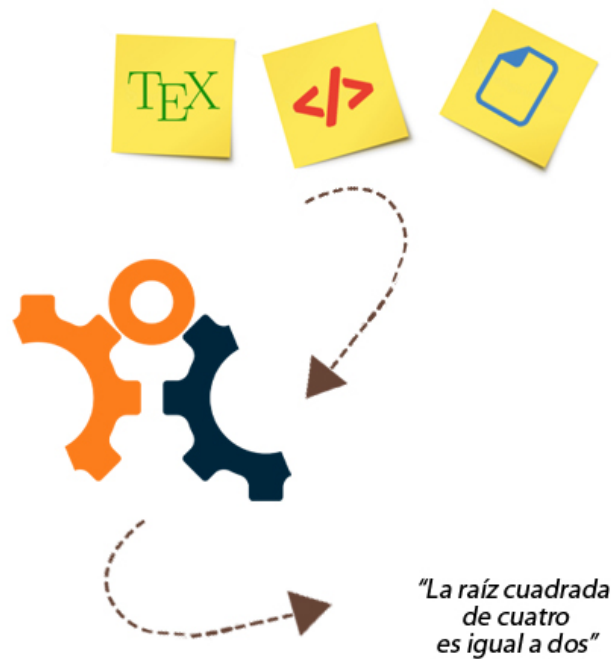 TEX
</>
“La raíz cuadrada
de cuatro
es igual a dos”